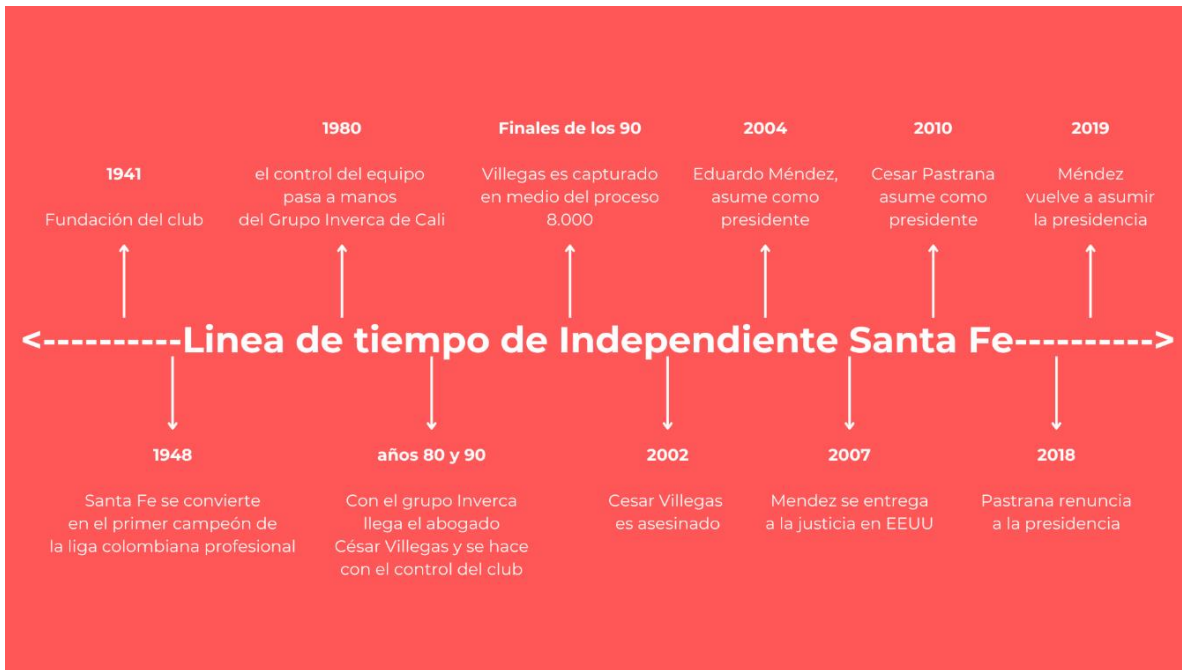 1941
Fundación del club
1980
el control del equipo
pasa a manos
del Grupo Inverca de Cali
Finales de los 90
Villegas es capturado
en medio del proceso
8.000
2004
Eduardo Méndez,
asume como
presidente
2010
Cesar Pastrana
asume como
presidente
2019
Méndez
vuelve a asumir
la presidencia
<----------Linea de tiempo de Independiente Santa Fe---------->
1948
Santa Fe se convierte
en el primer campeón de
la liga colombiana profesional
años 80 y 90
Con el grupo Inverca
llega el abogado
César Villegas y se hace
con el control del club
2002
Cesar Villegas
es asesinado
2007
Mendez se entrega
a la justicia en EEUU
2018
Pastrana renuncia
a la presidencia